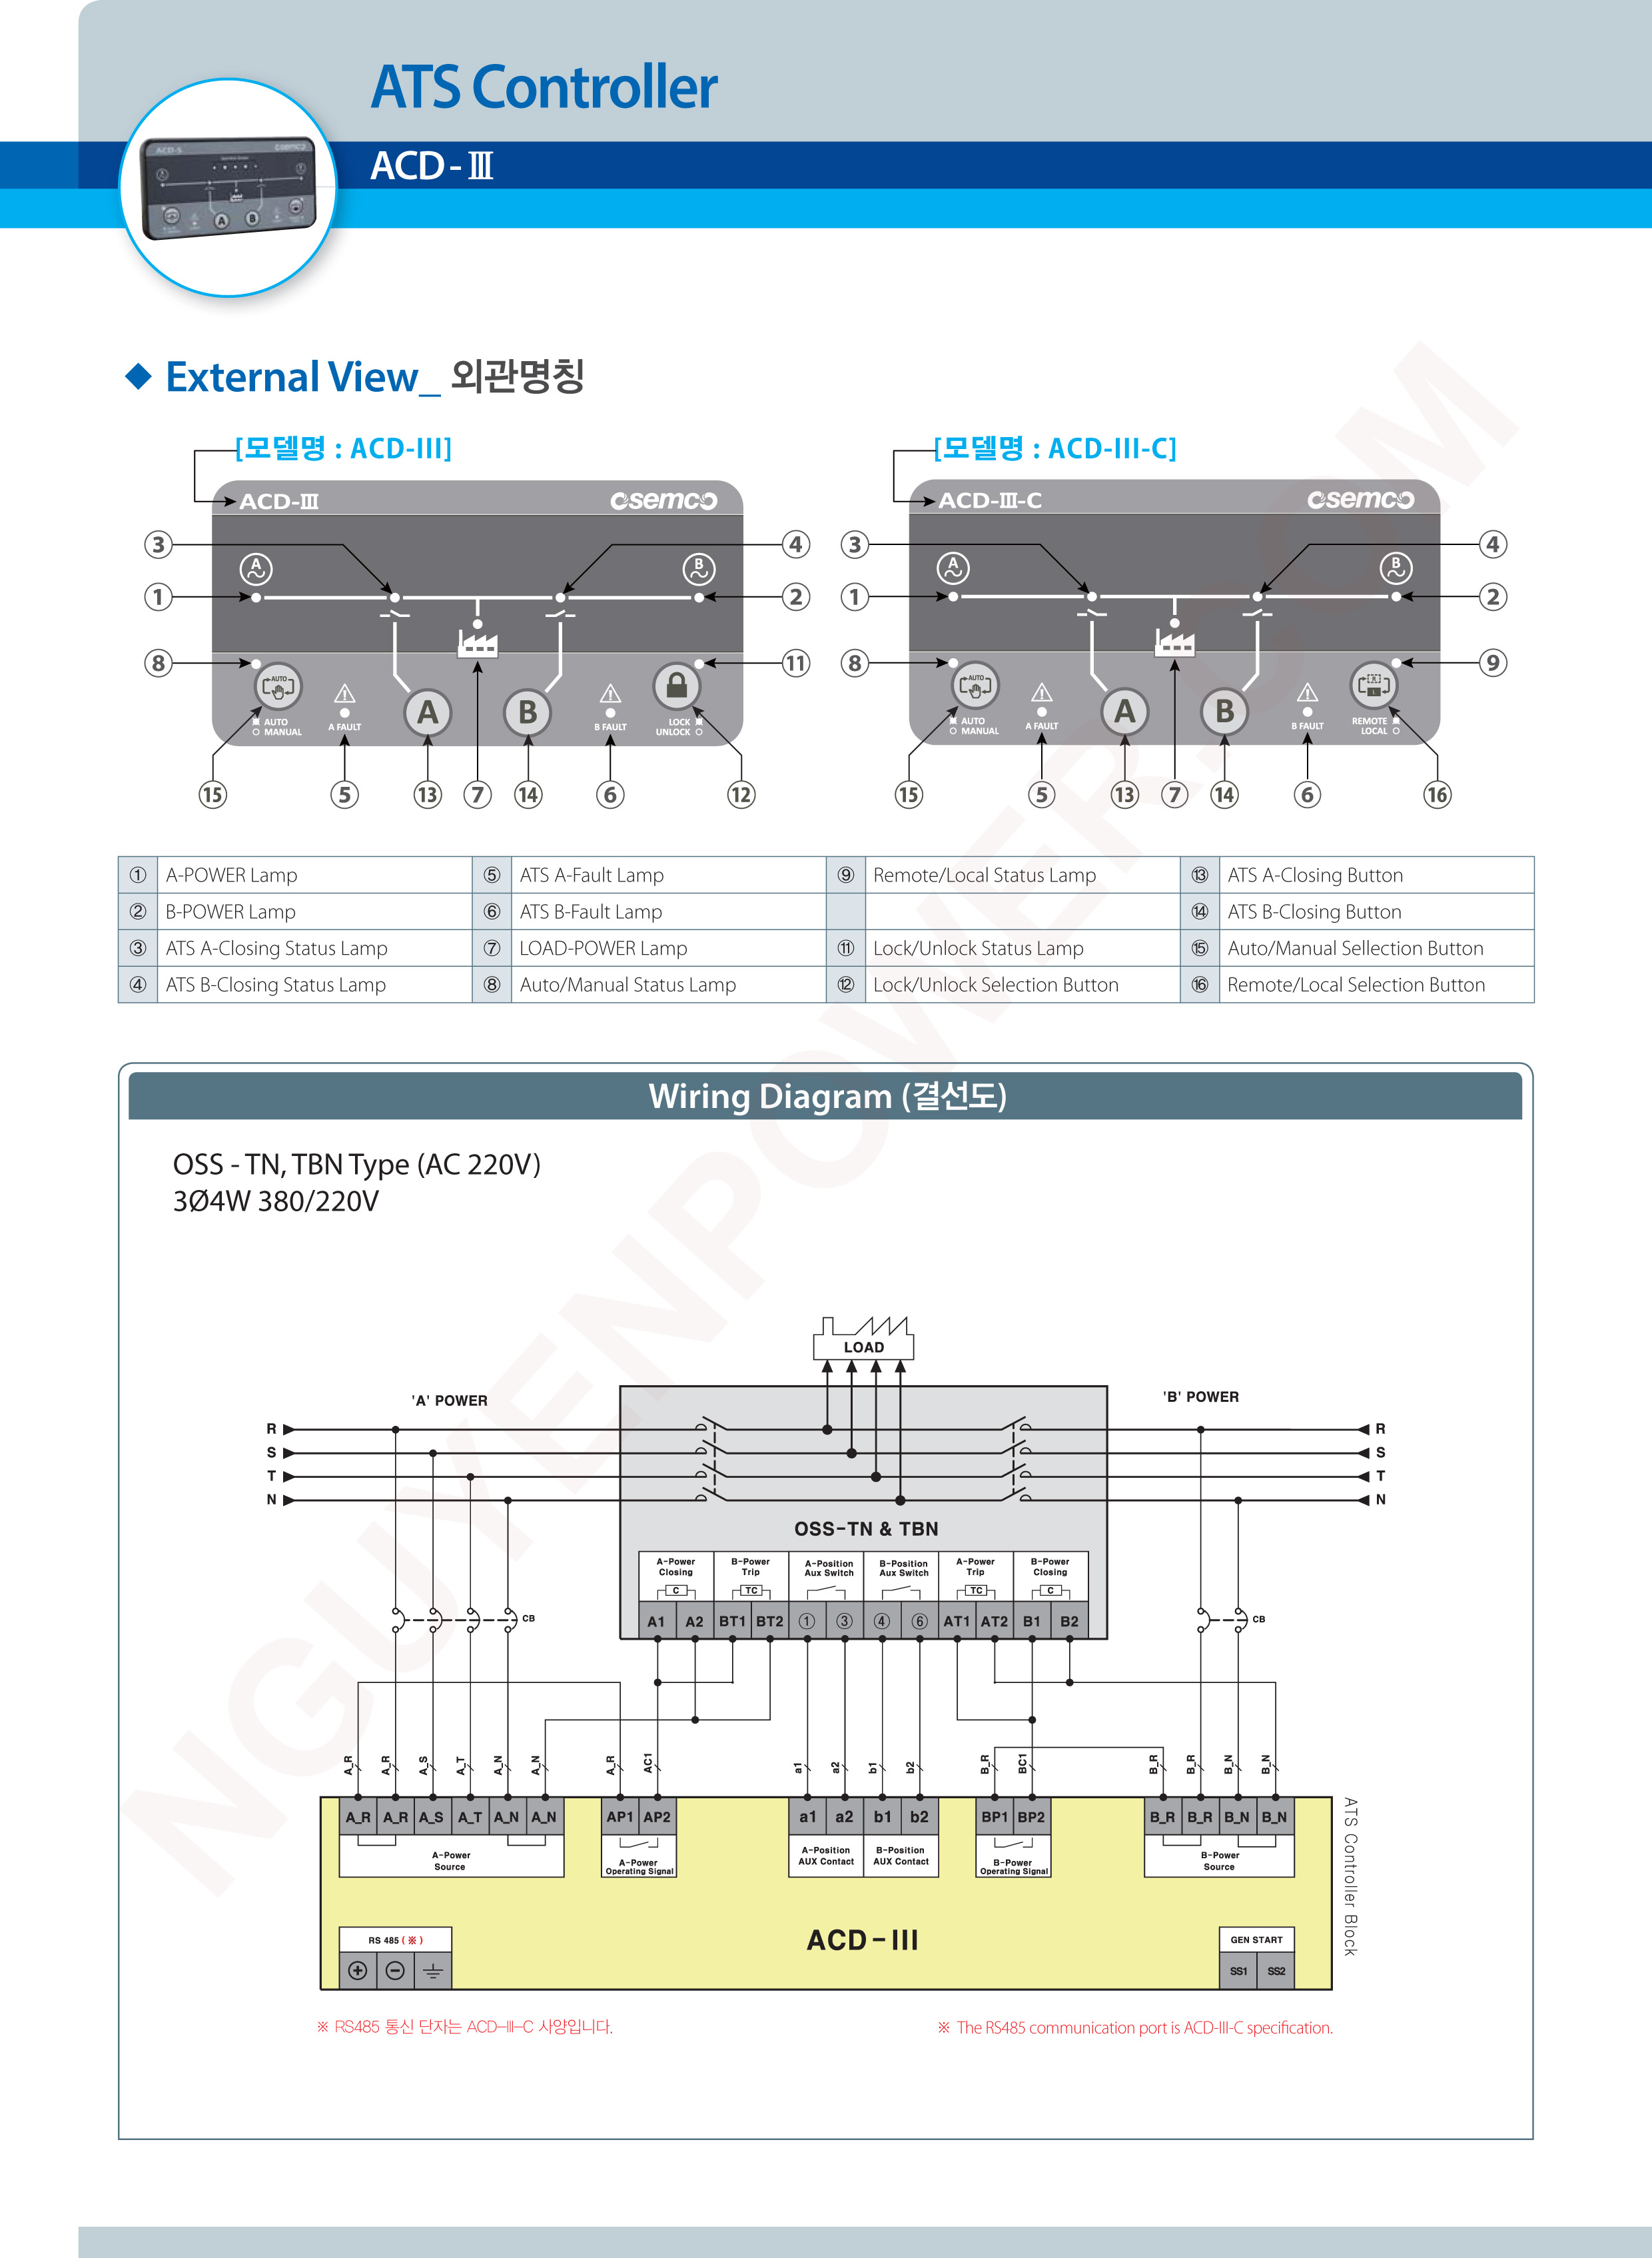 ATS Controller
ACD-Ⅲ
ACD-S
semco
A
B
◆ External View_ 외관명칭
[모델명 : ACD-III]
ACD-Ⅲ
semco
③
④
A
B
①
②
⑧
⑪
AUTO
AUTO
MANUAL
A FAULT
A
B
B FAULT
LOCK
UNLOCK
⑮ ⑤ ⑬ ⑦ ⑭ ⑥ ⑫
[모델명 : ACD-III-C]
ACD-Ⅲ-C
semco
③
④
A
B
①
②
⑧
⑨
AUTO
AUTO
MANUAL
A FAULT
A
B
B FAULT
REMOTE
LOCAL
⑮ ⑤ ⑬ ⑦ ⑭ ⑥ ⑯
① A-POWER Lamp ⑤ ATS A-Fault Lamp ⑨ Remote/Local Status Lamp ⑬ ATS A-Closing Button
② B-POWER Lamp ⑥ ATS B-Fault Lamp ⑭ ATS B-Closing Button
③ ATS A-Closing Status Lamp ⑦ LOAD-POWER Lamp ⑪ Lock/Unlock Status Lamp ⑮ Auto/Manual Sellection Button
④ ATS B-Closing Status Lamp ⑧ Auto/Manual Status Lamp ⑫ Lock/Unlock Selection Button ⑯ Remote/Local Selection Button
Wiring Diagram (결선도)
OSS - TN, TBN Type (AC 220V)
3Ø4W 380/220V
LOAD
'A' POWER
'B' POWER
R R
S S
T T
N N
OSS-TN & TBN
A-Power Closing
B-Power Trip
A-Position Aux Switch
B-Position Aux Switch
A-Power Trip
B-Power Closing
C TC TC C
A1 A2 BT1 BT2 ① ③ ④ ⑥ AT1 AT2 B1 B2
CB
CB
A_R A_R A_S A_T A_N A_N A_R AC1 a1 a2 b1 b2 B_R BC1 B_R B_R B_N B_N
A_R A_R A_S A_T A_N A_N AP1 AP2 a1 a2 b1 b2 BP1 BP2 B_R B_R B_N B_N
A-Power
Source
A-Power
Operating Signal
A-Position
AUX Contact
B-Position
AUX Contact
B-Power
Operating Signal
B-Power
Source
ATS Controller Block
ACD-III
RS 485 ( ※ )
GEN START
SS1 SS2
※ RS485 통신 단자는 ACD-III-C 사양입니다.
※ The RS485 communication port is ACD-III-C specification.
NGUYENPOWER.COM